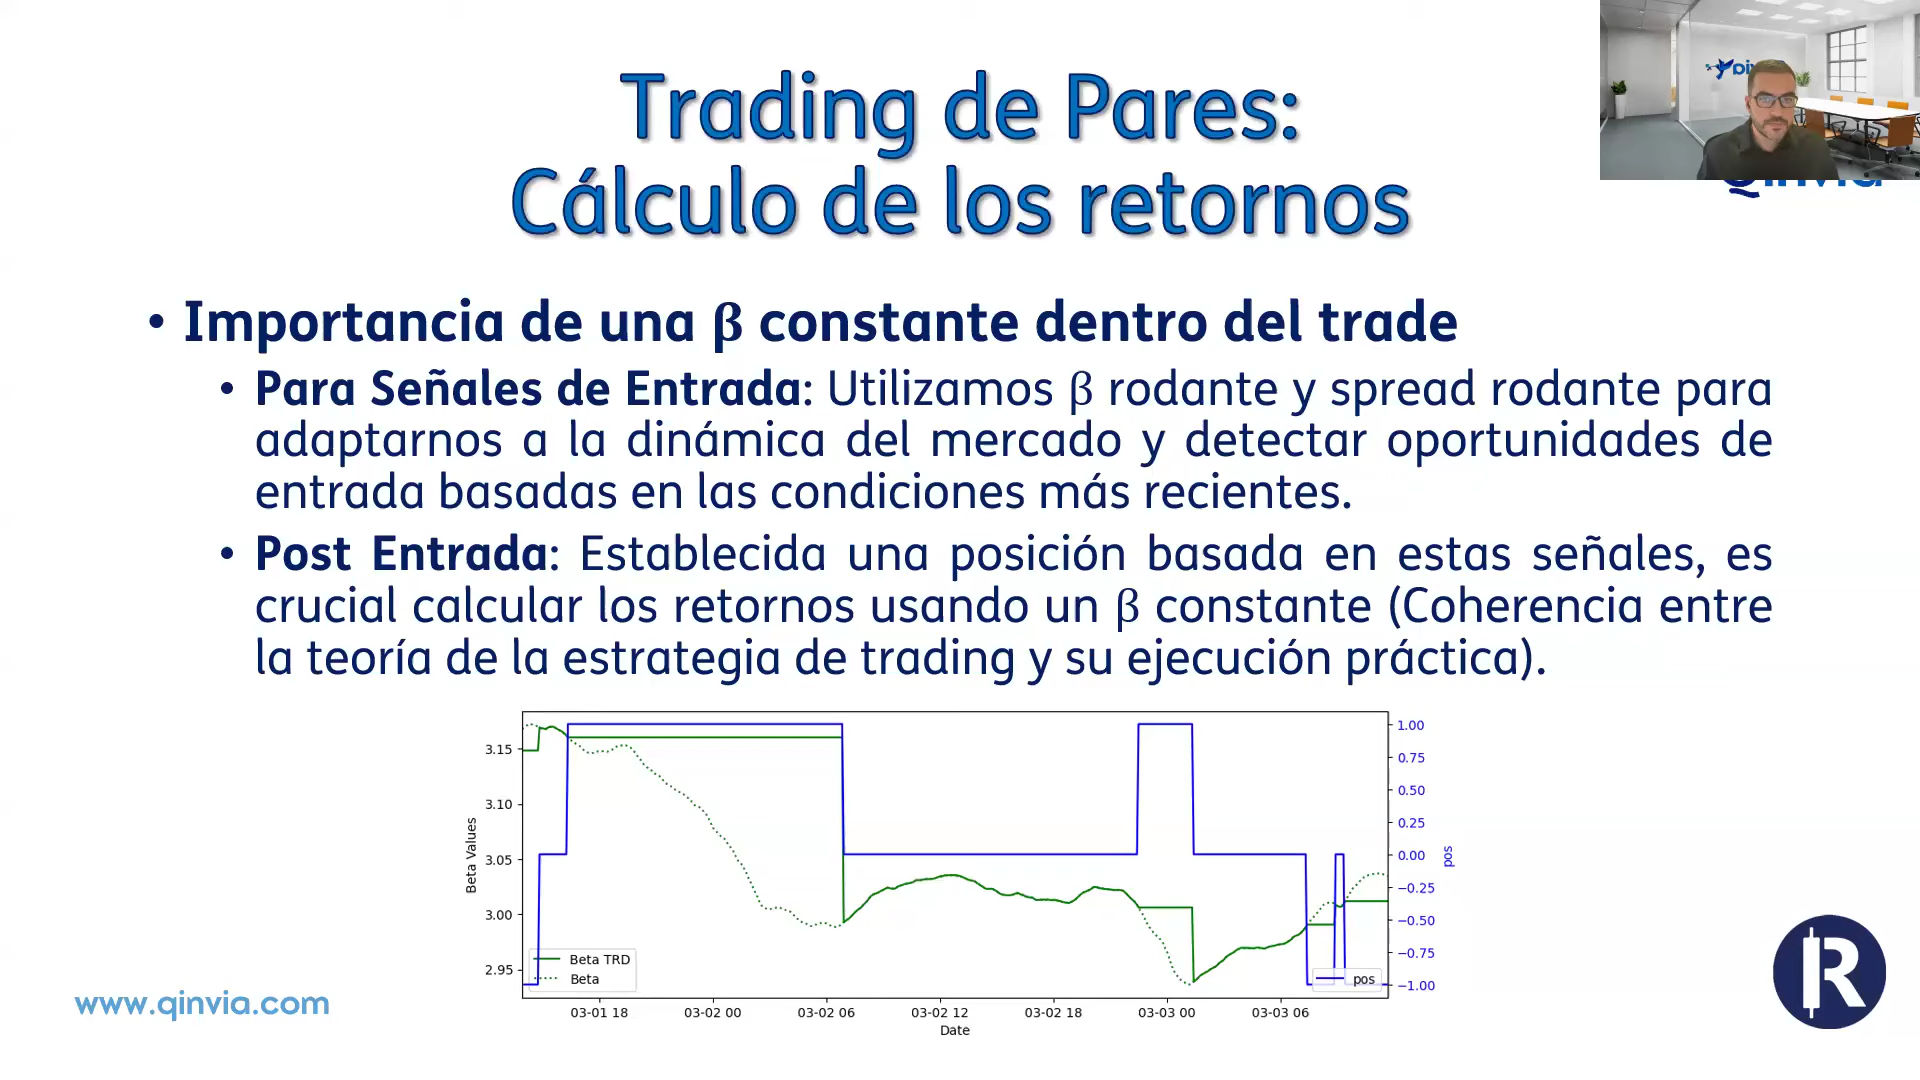 Trading de Pares:
Cálculo de los retornos
• Importancia de una β constante dentro del trade
• Para Señales de Entrada: Utilizamos β rodante y spread rodante para
adaptarnos a la dinámica del mercado y detectar oportunidades de
entrada basadas en las condiciones más recientes.
• Post Entrada: Establecida una posición basada en estas señales, es
crucial calcular los retornos usando un β constante (Coherencia entre
la teoría de la estrategia de trading y su ejecución práctica).
3.15
3.10
3.05
3.00
2.95
Beta Values
1.00
0.75
0.50
0.25
0.00
−0.25
−0.50
−0.75
−1.00
pos
Beta TRD
Beta
pos
03-01 18
03-02 00
03-02 06
03-02 12
03-02 18
03-03 00
03-03 06
Date
www.qinvia.com
R